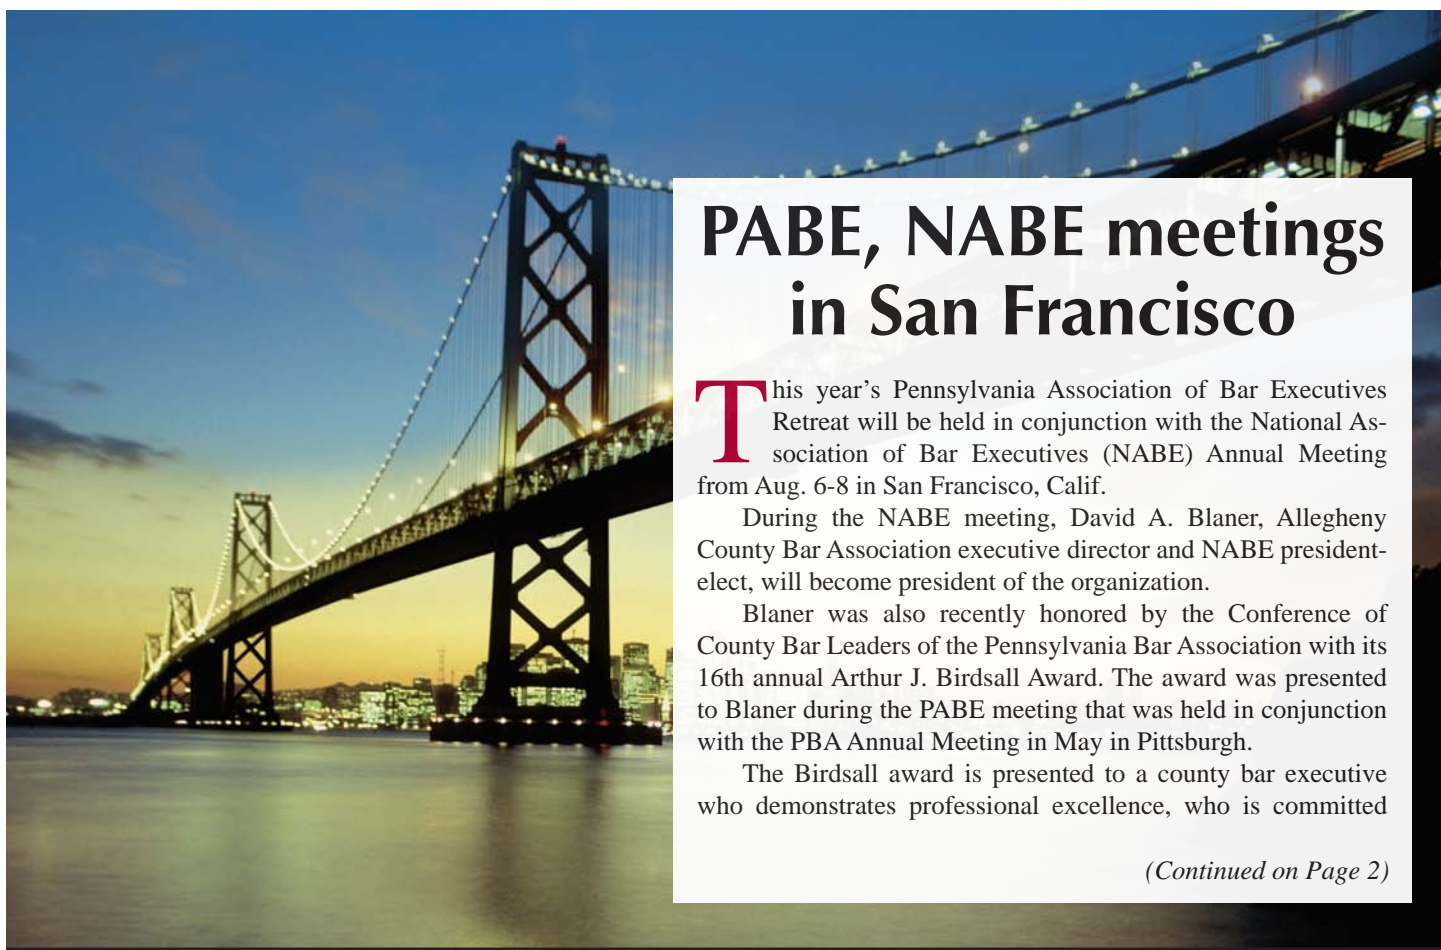 PABE, NABE meetings
in San Francisco
This year’s Pennsylvania Association of Bar Executives
Retreat will be held in conjunction with the National As-
sociation of Bar Executives (NABE) Annual Meeting
from Aug. 6-8 in San Francisco, Calif.
During the NABE meeting, David A. Blaner, Allegheny
County Bar Association executive director and NABE president-
elect, will become president of the organization.
Blaner was also recently honored by the Conference of
County Bar Leaders of the Pennsylvania Bar Association with its
16th annual Arthur J. Birdsall Award. The award was presented
to Blaner during the PABE meeting that was held in conjunction
with the PBA Annual Meeting in May in Pittsburgh.
The Birdsall award is presented to a county bar executive
who demonstrates professional excellence, who is committed
(Continued on Page 2)